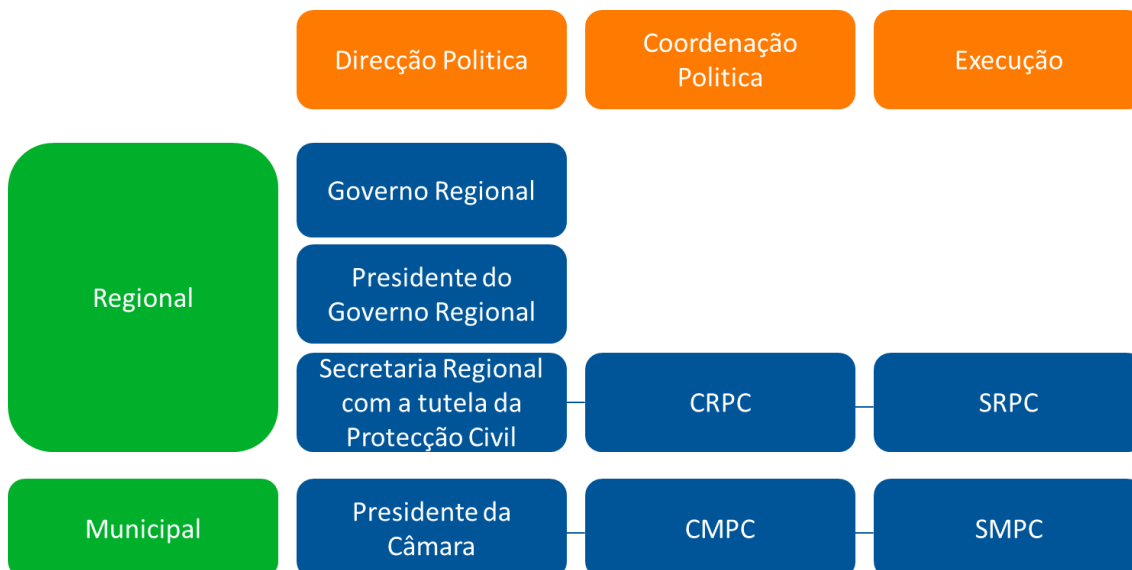 Direcção Politica
Coordenação
Politica
Execução
Regional
Governo Regional
Presidente do
Governo Regional
Secretaria Regional
com a tutela da
Protecção Civil
CRPC
SRPC
Municipal
Presidente da
Câmara
CMPC
SMPC